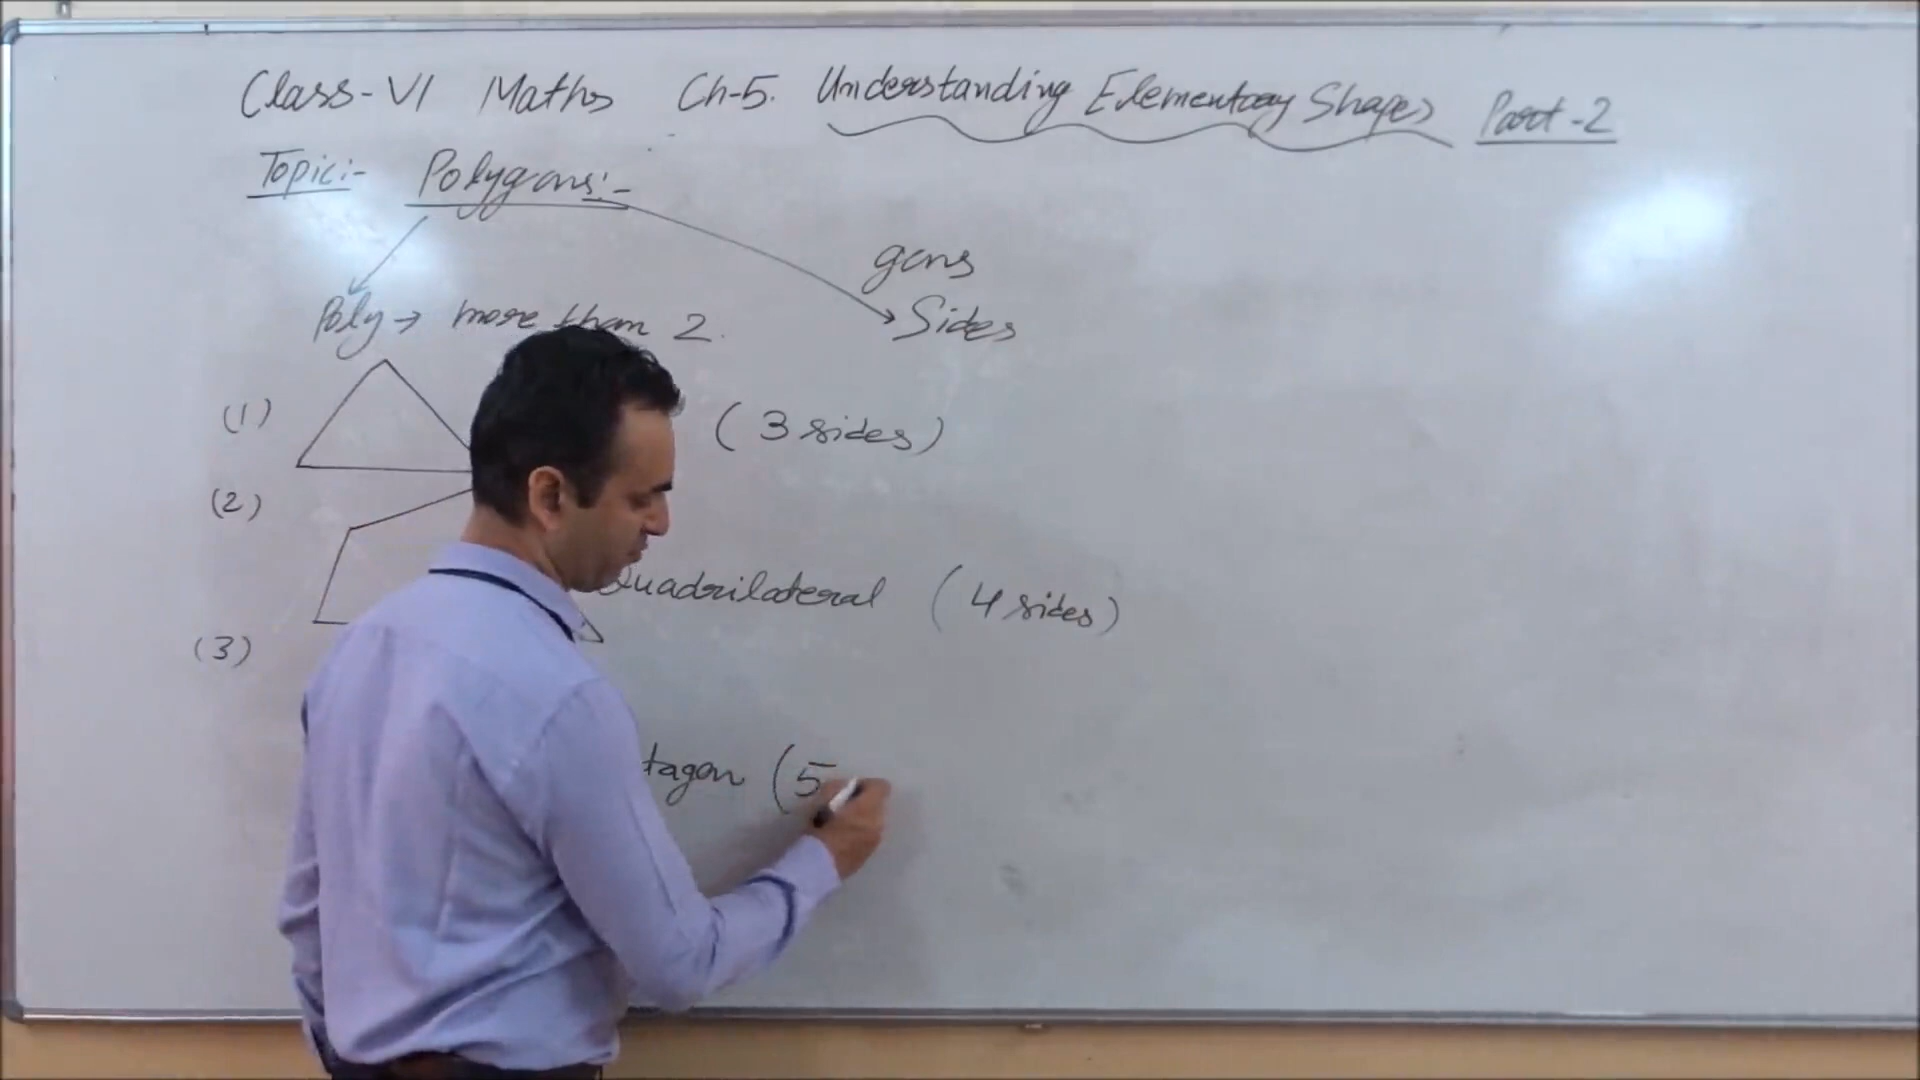 Class-VI Maths Ch-5. Understanding Elementary Shapes Part-2
Topic:- Polygons:-
gons
Poly → more than 2. Sides
(1) (3 sides)
(2)
Quadrilateral (4 sides)
(3)
tagon (5